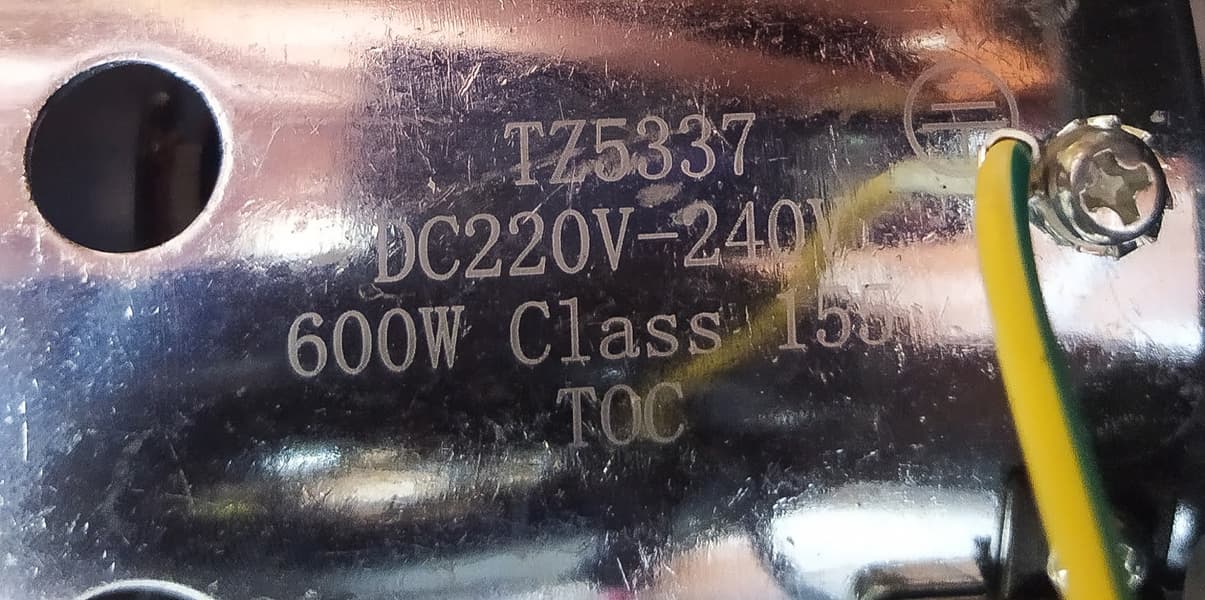 TZ5337
DC220V-240V
600W Class 155
TOC